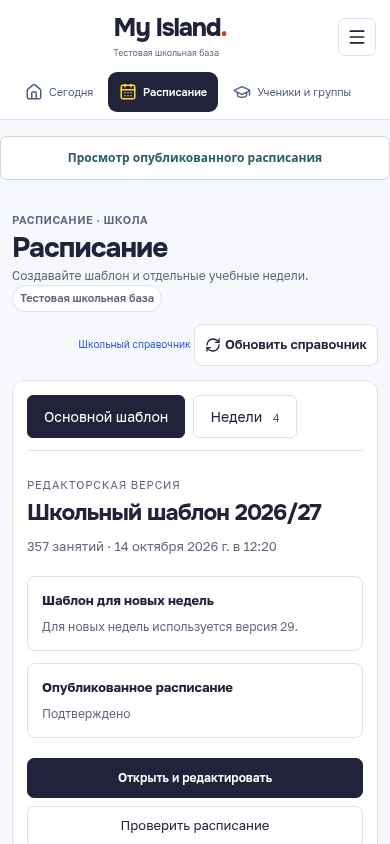 My Island.
Тестовая школьная база
Сегодня
Расписание
Ученики и группы
Просмотр опубликованного расписания
РАСПИСАНИЕ · ШКОЛА
Расписание
Создавайте шаблон и отдельные учебные недели.
Тестовая школьная база
Школьный справочник
Обновить справочник
Основной шаблон
Недели 4
РЕДАКТОРСКАЯ ВЕРСИЯ
Школьный шаблон 2026/27
357 занятий · 14 октября 2026 г. в 12:20
Шаблон для новых недель
Для новых недель используется версия 29.
Опубликованное расписание
Подтверждено
Открыть и редактировать
Проверить расписание